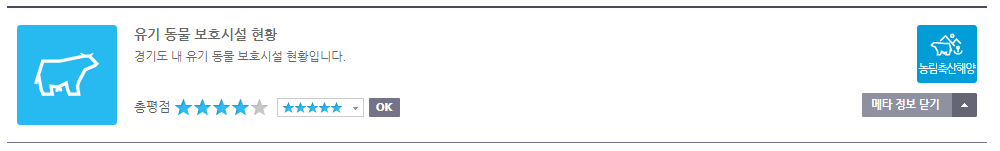 유기 동물 보호시설 현황
경기도 내 유기 동물 보호시설 현황입니다.
농림축산해양
총평점
OK
메타 정보 닫기